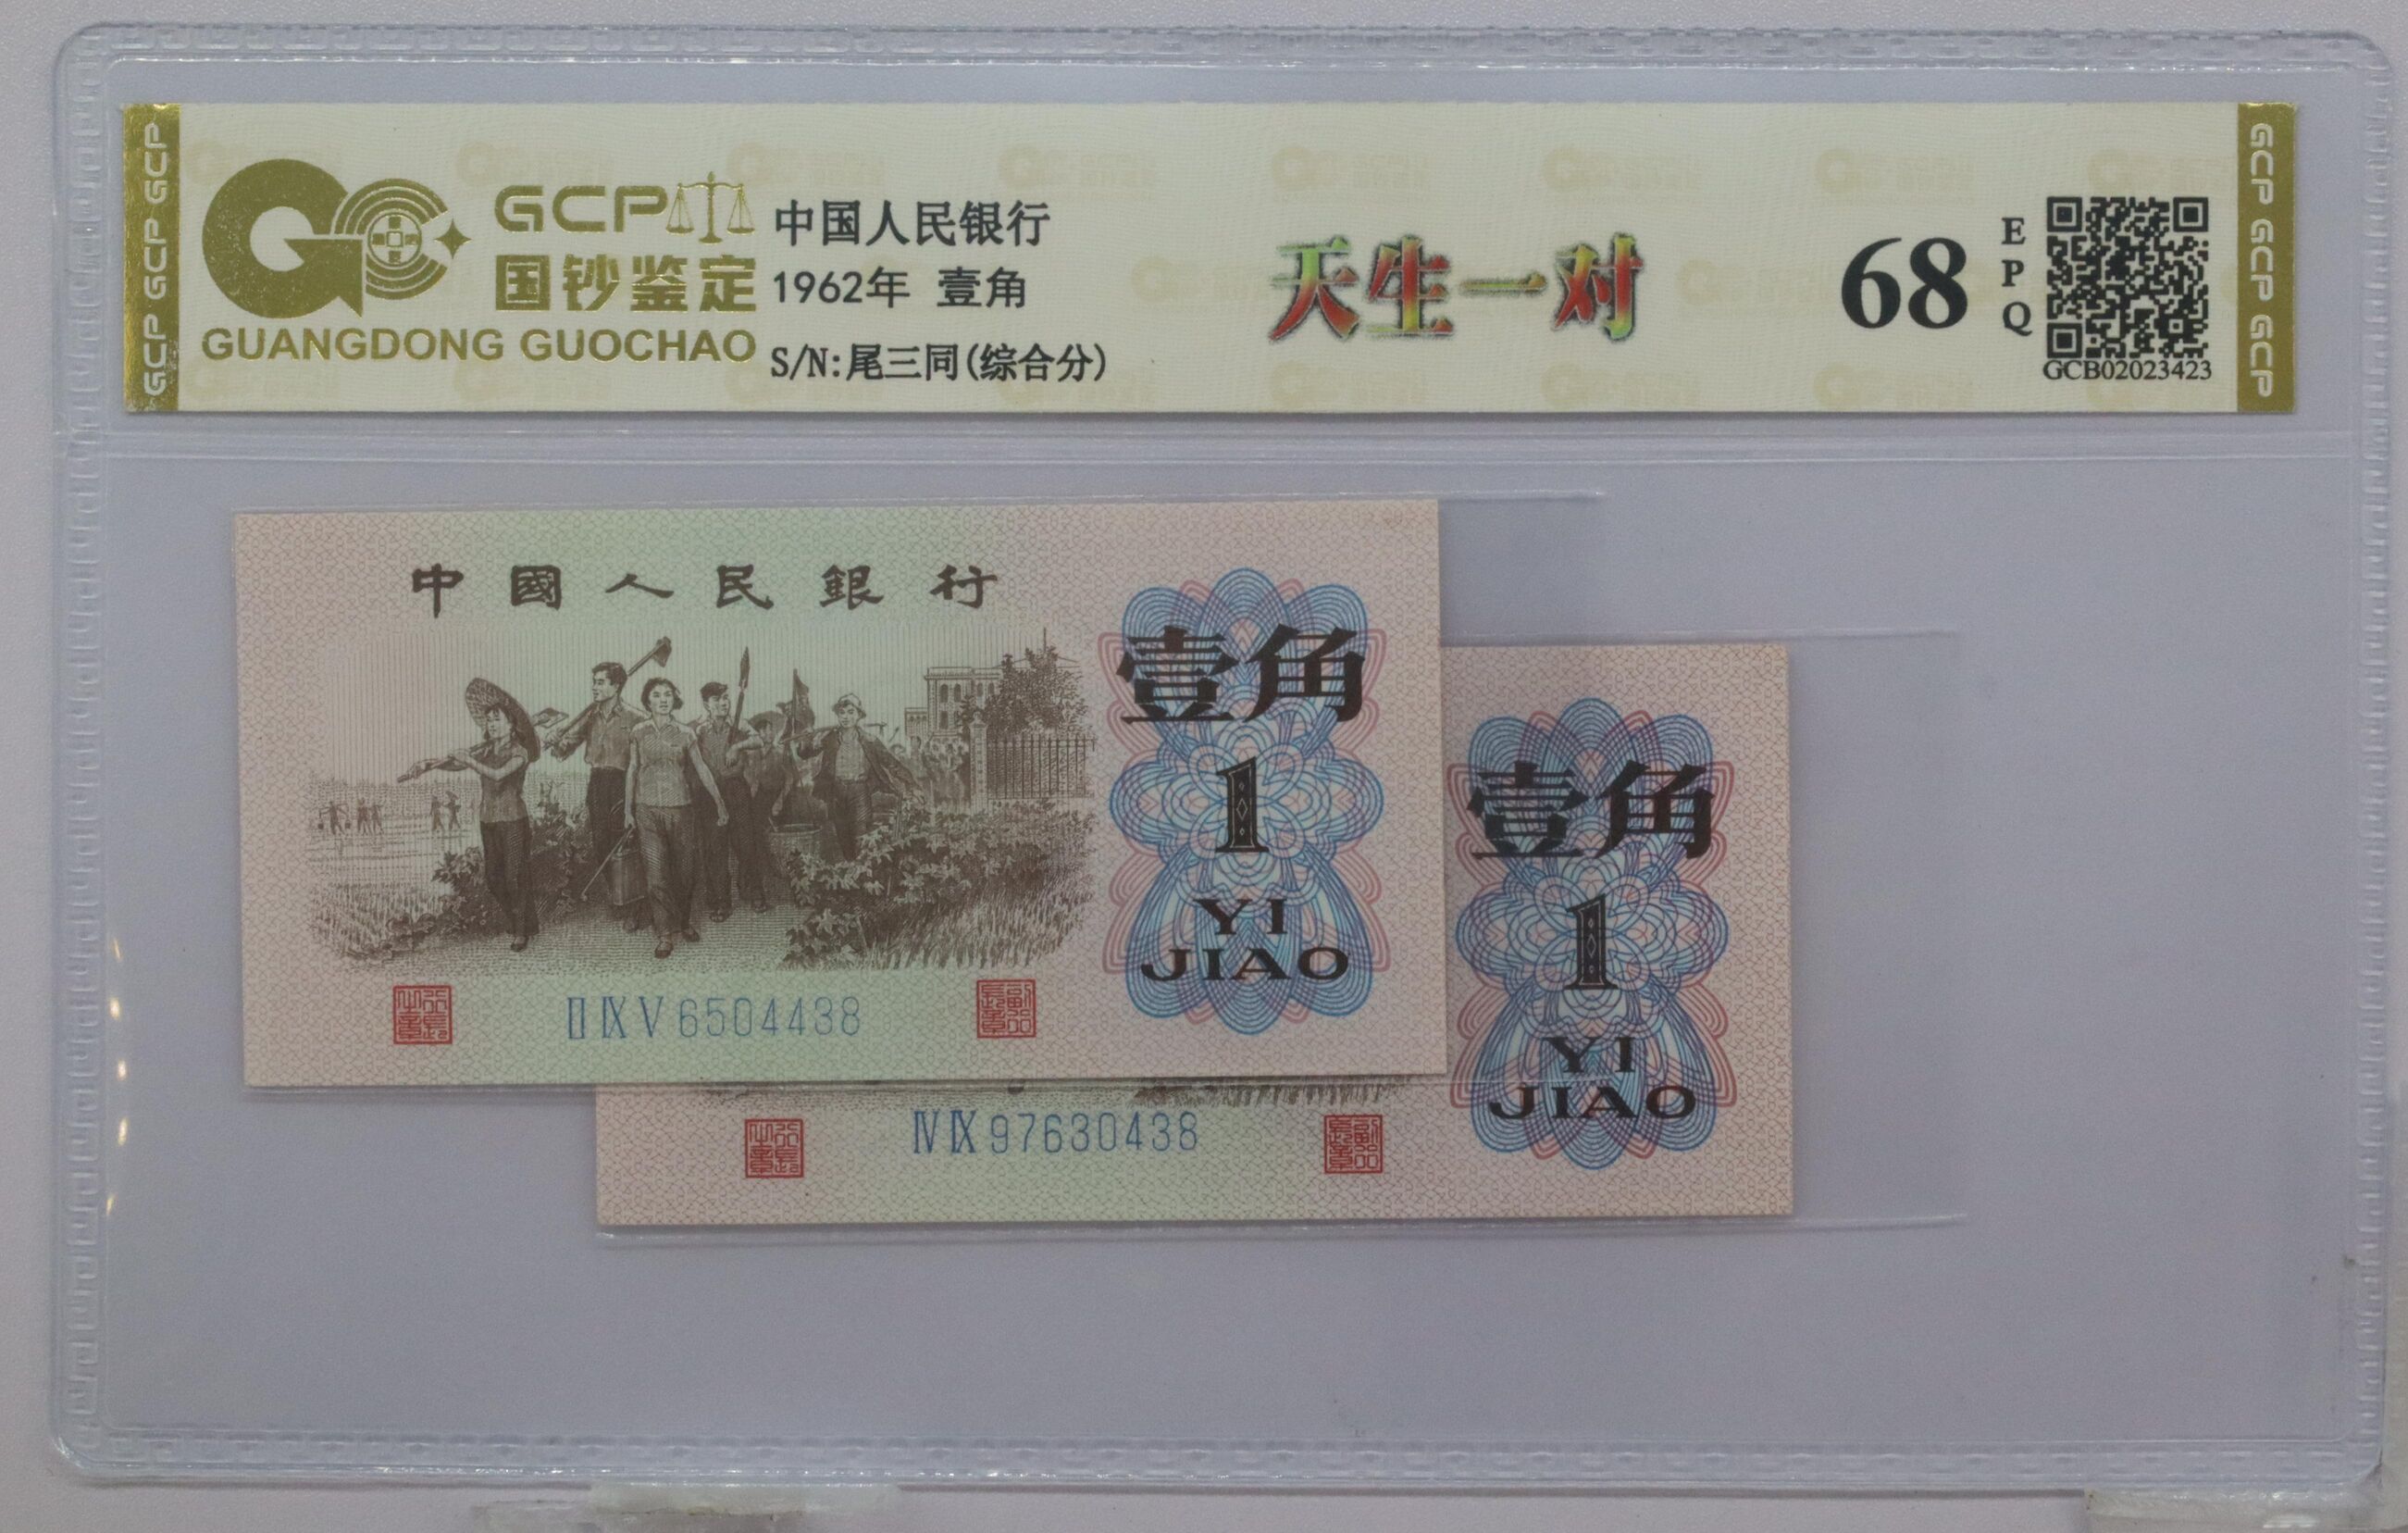 GCP GCP GCP
GCP
国钞鉴定
GUANGDONG GUOCHAO
中国人民银行
1962年 壹角
S/N:尾三同(综合分)
天生一对
68
EPQ
GCB02023423
GCP GCP GCP
中國人民銀行
壹角
1
YI
JIAO
ⅡⅨⅤ6504438
壹角
1
YI
JIAO
ⅣⅨ97630438